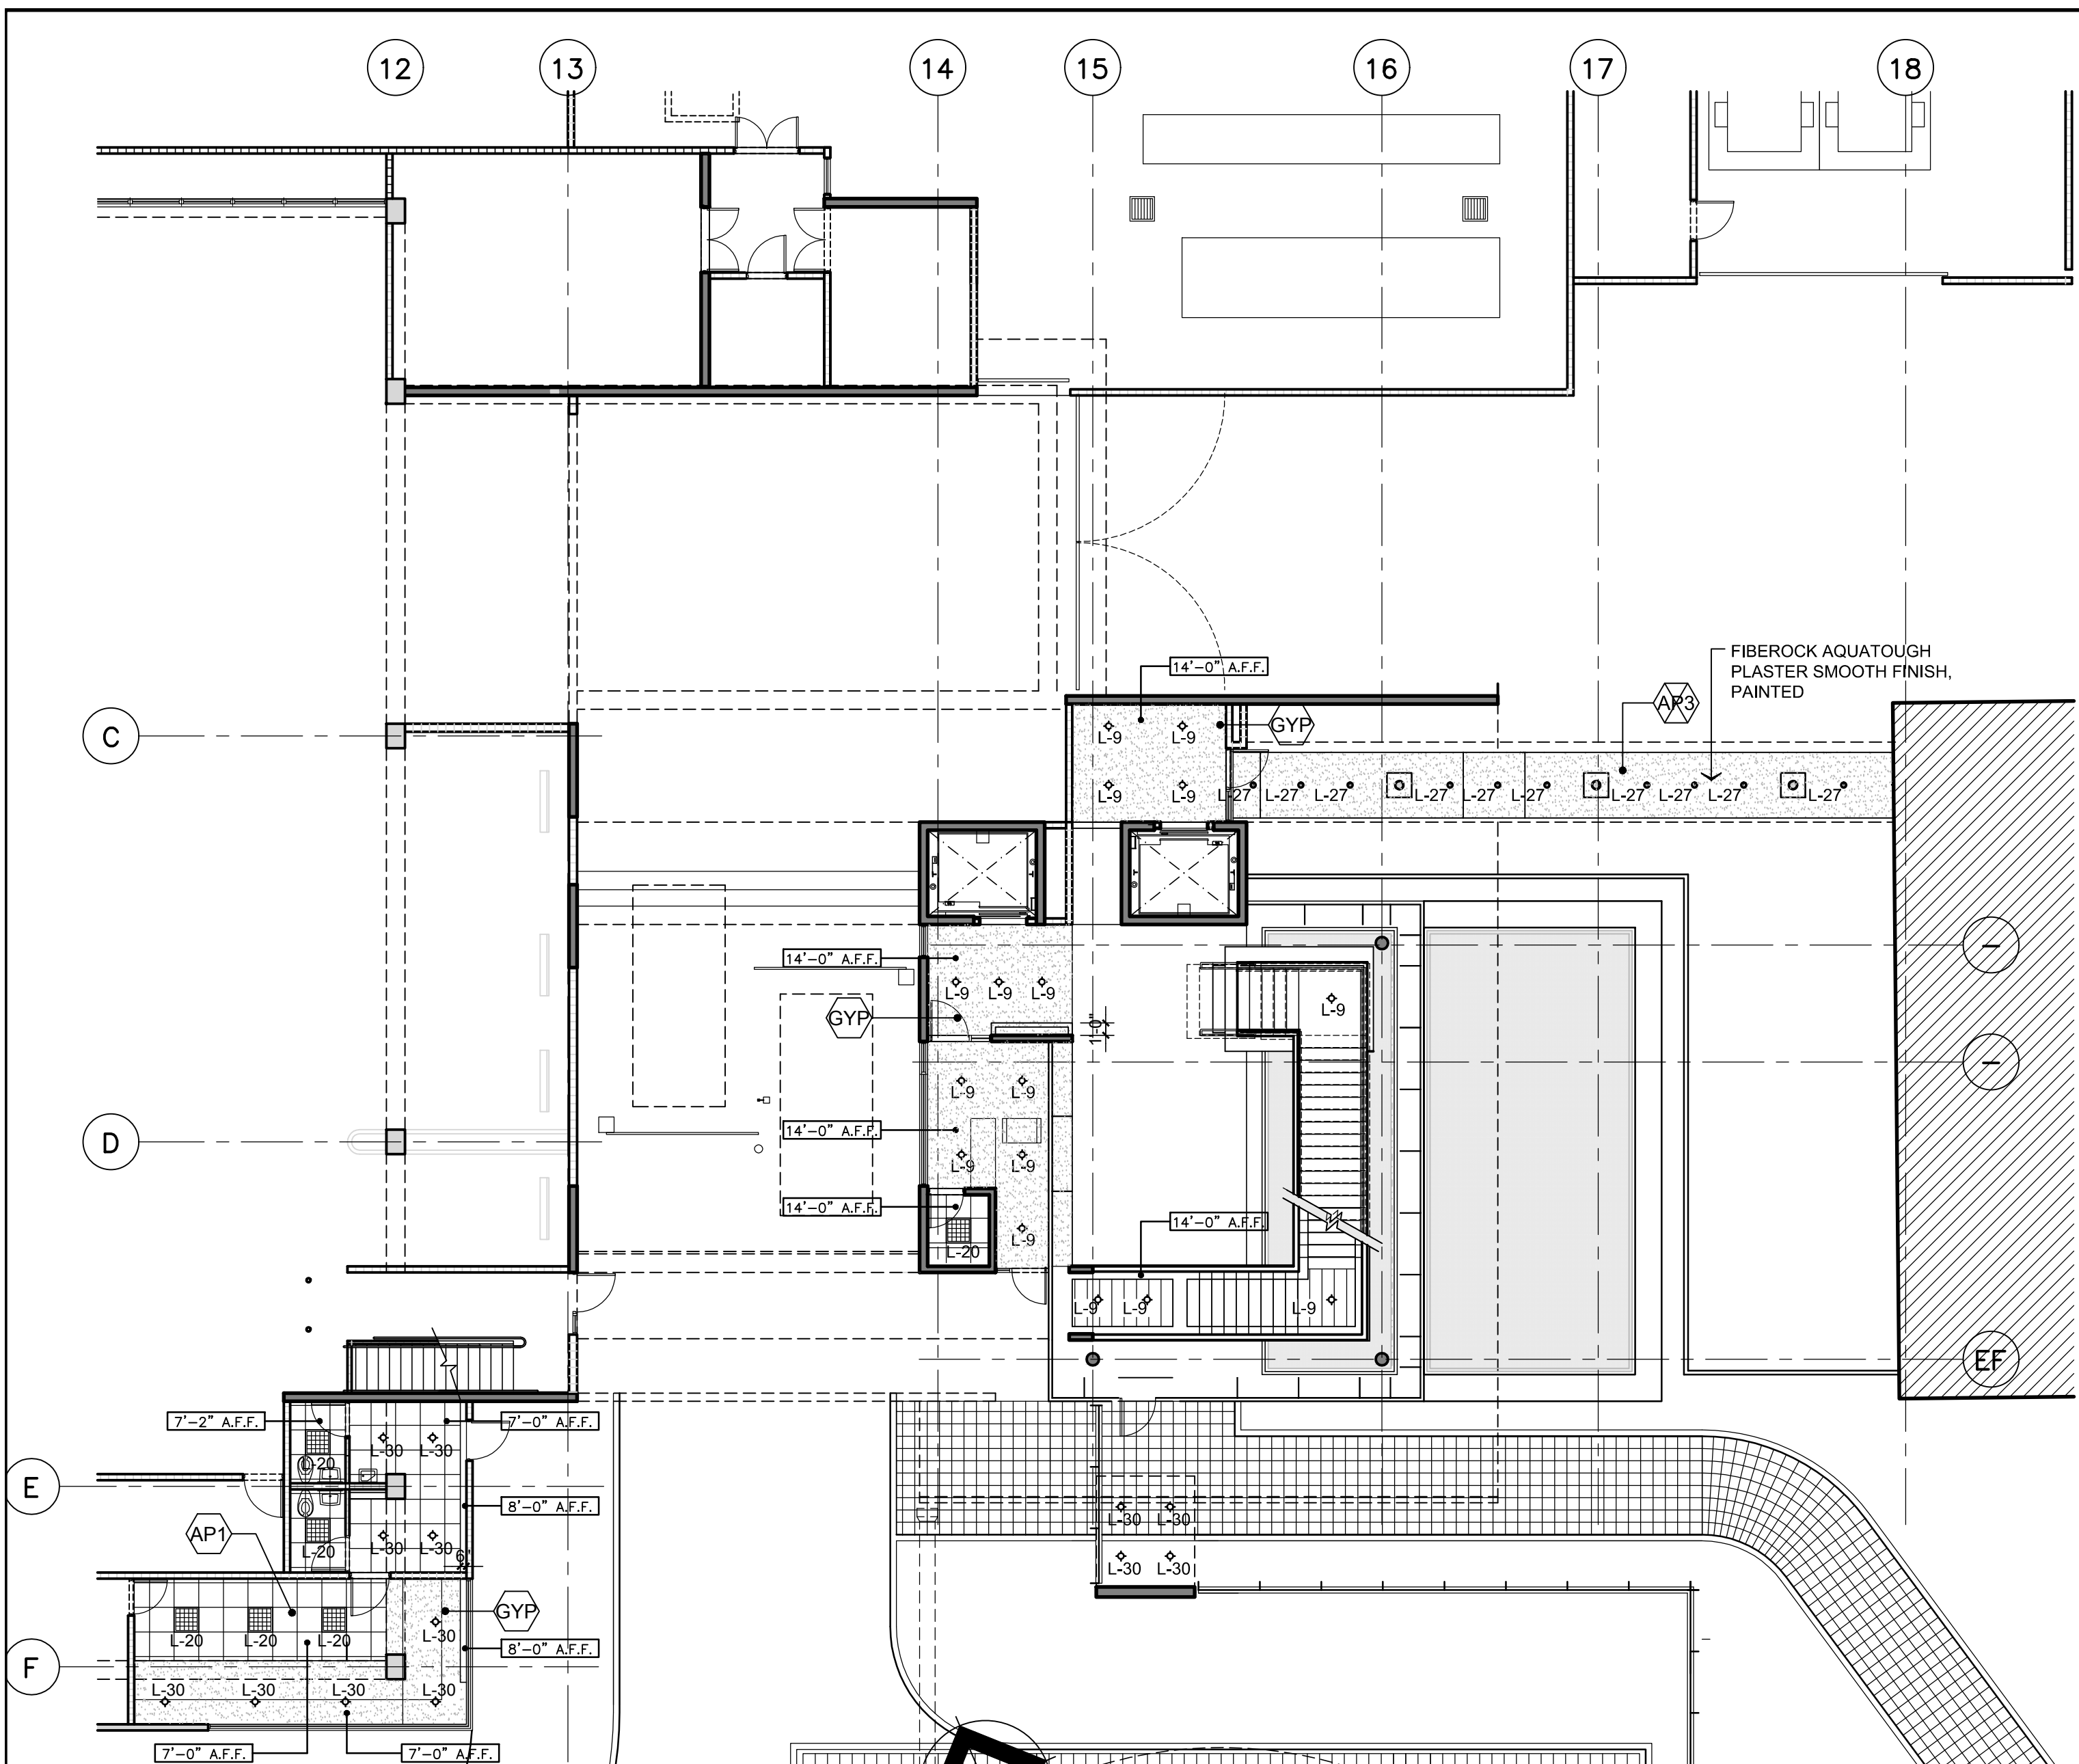 12 13 14 15 16 17 18
FIBEROCK AQUATOUGH
PLASTER SMOOTH FINISH,
PAINTED
14'-0" A.F.F.
AP3
GYP
C
L-9 L-9
L-9 L-9
L-27 L-27 L-27 L-27 L-27 L-27 L-27 L-27 L-27 L-27
14'-0" A.F.F.
L-9 L-9 L-9
L-9
GYP
1'-0"
L-9 L-9
D
14'-0" A.F.F.
L-9 L-9
14'-0" A.F.F.
14'-0" A.F.F.
L-9
L-20
L-9 L-9 L-9
EF
7'-2" A.F.F.
7'-0" A.F.F.
L-30 L-30
L-20
E
8'-0" A.F.F.
L-30 L-30
L-30 L-30
AP1
L-20
L-30 L-30
6"
GYP
L-20 L-20 L-20
L-30
8'-0" A.F.F.
F
L-30 L-30 L-30 L-30
7'-0" A.F.F.
7'-0" A.F.F.